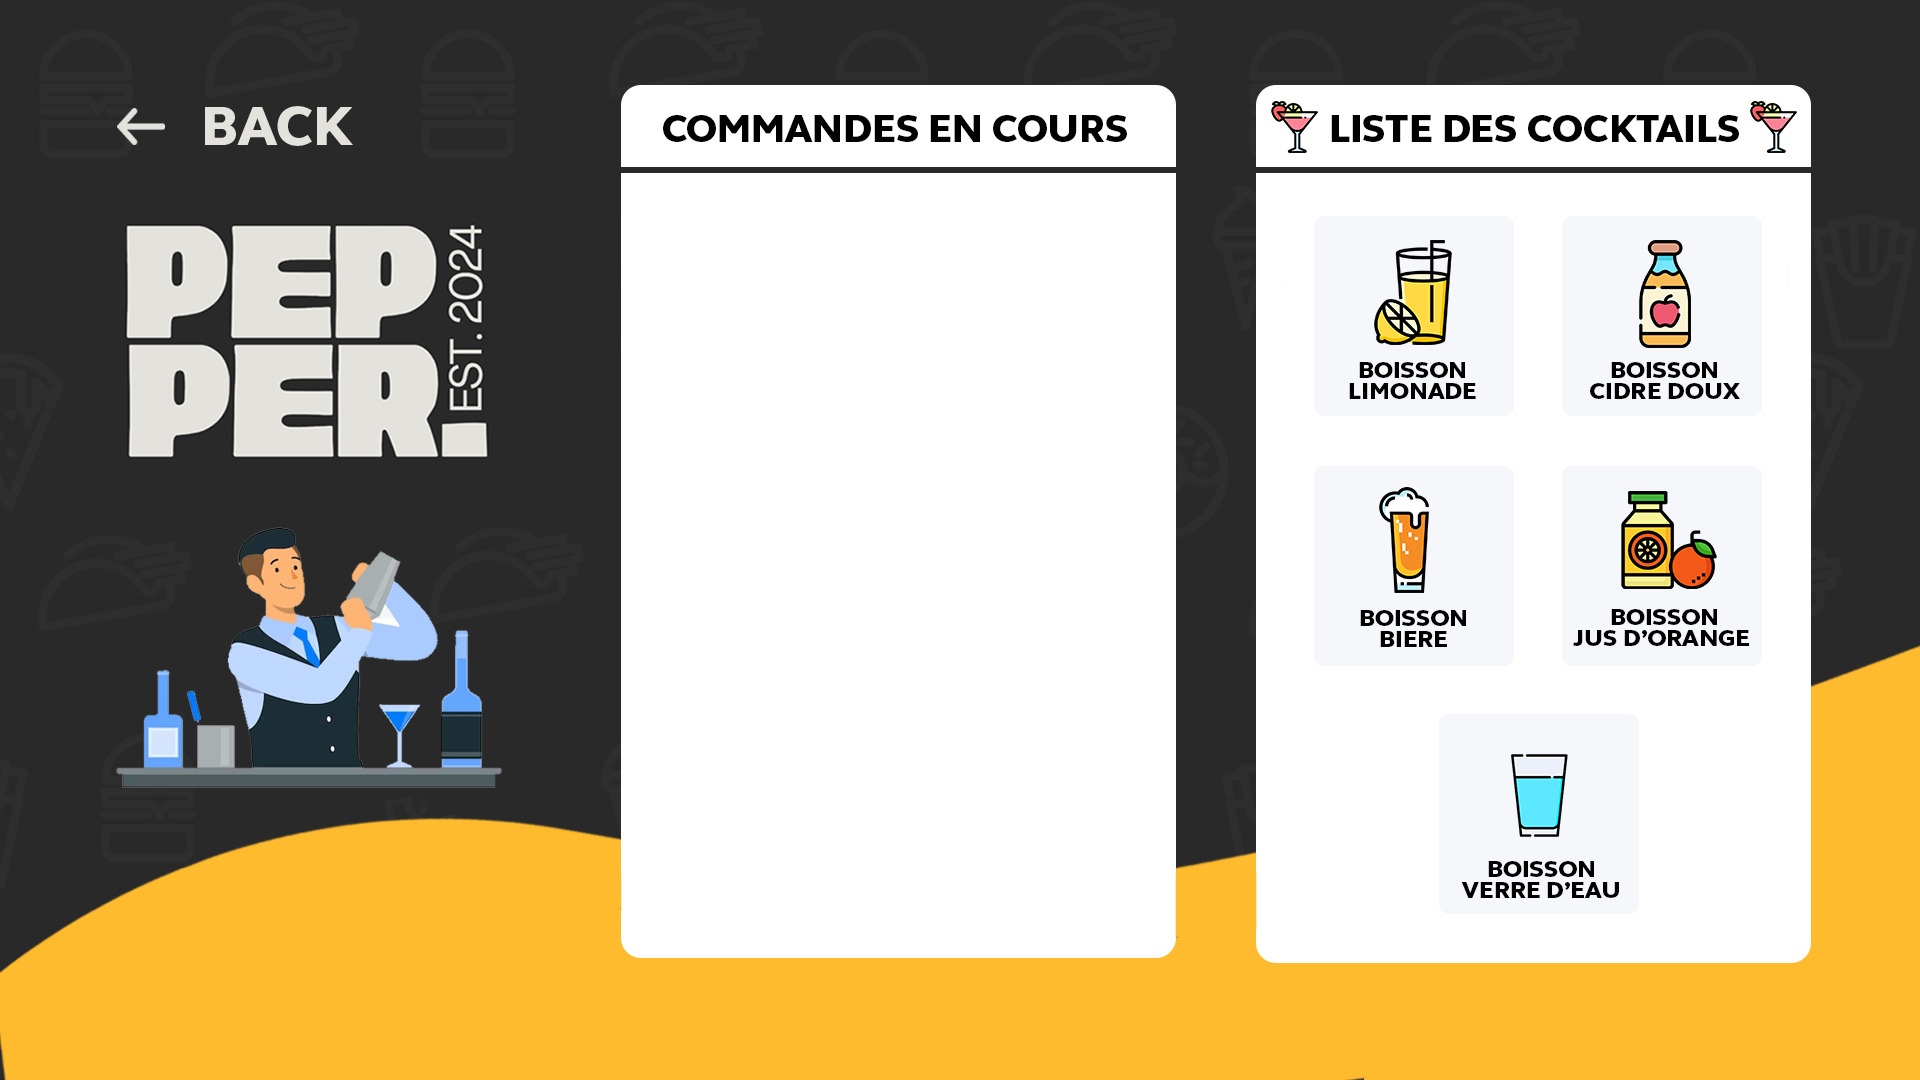 BACK
PEP
PER.
EST. 2024
COMMANDES EN COURS
LISTE DES COCKTAILS
BOISSON
LIMONADE
BOISSON
CIDRE DOUX
BOISSON
BIERE
BOISSON
JUS D’ORANGE
BOISSON
VERRE D’EAU